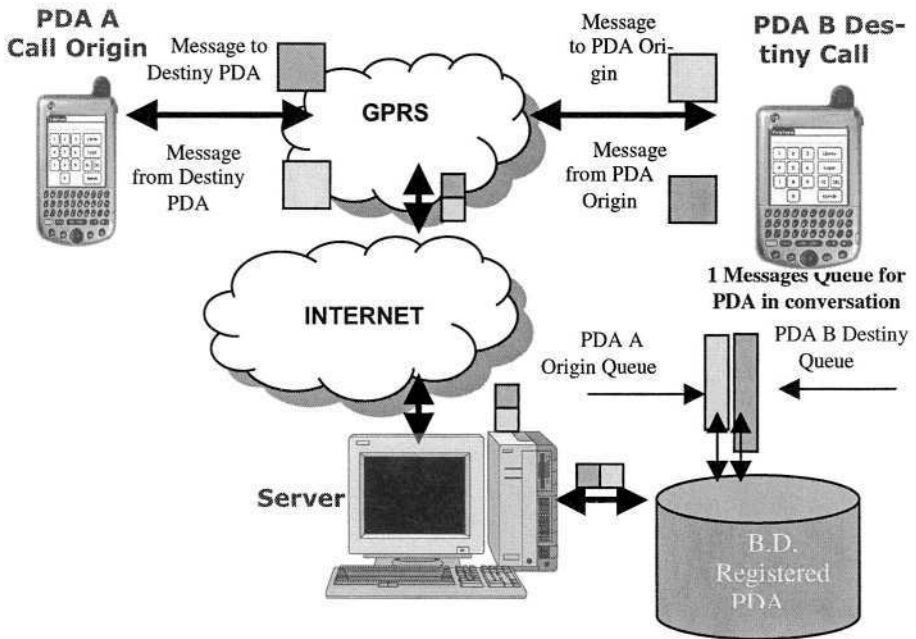 PDA A
Call Origin
Message to
Destiny PDA
Message
from Destiny
PDA
GPRS
Message
to PDA Ori-
gin
Message
from PDA
Origin
PDA B Des-
tiny Call
1 Messages Queue for
PDA in conversation
INTERNET
PDA A
Origin Queue
PDA B Destiny
Queue
Server
B.D.
Registered
PDA